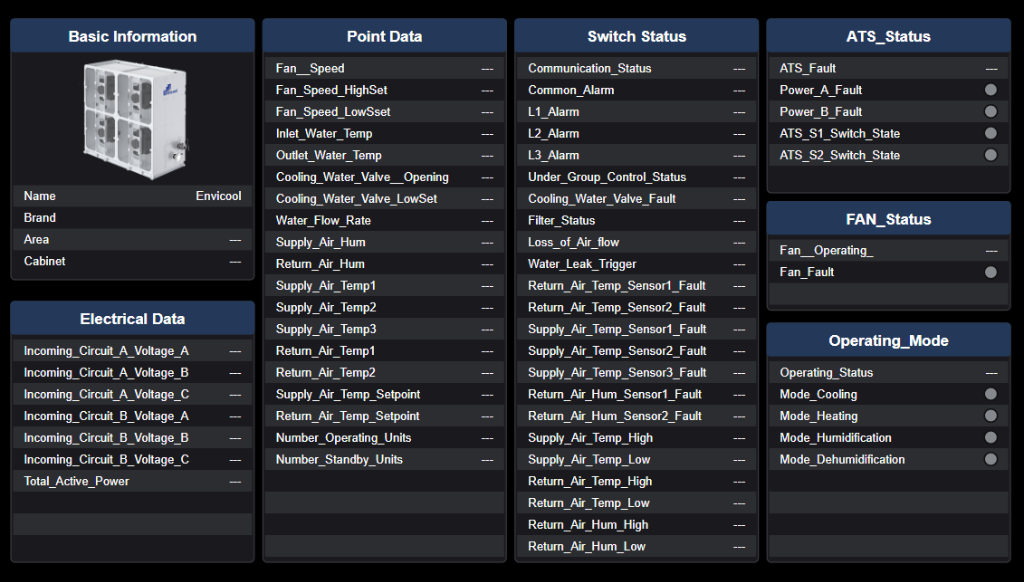 Basic Information
Name Envicool
Brand
Area ---
Cabinet ---
Electrical Data
Incoming_Circuit_A_Voltage_A ---
Incoming_Circuit_A_Voltage_B ---
Incoming_Circuit_A_Voltage_C ---
Incoming_Circuit_B_Voltage_A ---
Incoming_Circuit_B_Voltage_B ---
Incoming_Circuit_B_Voltage_C ---
Total_Active_Power ---
Point Data
Fan__Speed ---
Fan_Speed_HighSet ---
Fan_Speed_LowSset ---
Inlet_Water_Temp ---
Outlet_Water_Temp ---
Cooling_Water_Valve__Opening ---
Cooling_Water_Valve_LowSet ---
Water_Flow_Rate ---
Supply_Air_Hum ---
Return_Air_Hum ---
Supply_Air_Temp1 ---
Supply_Air_Temp2 ---
Supply_Air_Temp3 ---
Return_Air_Temp1 ---
Return_Air_Temp2 ---
Supply_Air_Temp_Setpoint ---
Return_Air_Temp_Setpoint ---
Number_Operating_Units ---
Number_Standby_Units ---
Switch Status
Communication_Status ---
Common_Alarm ---
L1_Alarm ---
L2_Alarm ---
L3_Alarm ---
Under_Group_Control_Status ---
Cooling_Water_Valve_Fault ---
Filter_Status ---
Loss_of_Air_flow ---
Water_Leak_Trigger ---
Return_Air_Temp_Sensor1_Fault ---
Return_Air_Temp_Sensor2_Fault ---
Supply_Air_Temp_Sensor1_Fault ---
Supply_Air_Temp_Sensor2_Fault ---
Supply_Air_Temp_Sensor3_Fault ---
Return_Air_Hum_Sensor1_Fault ---
Return_Air_Hum_Sensor2_Fault ---
Supply_Air_Temp_High ---
Supply_Air_Temp_Low ---
Return_Air_Temp_High ---
Return_Air_Temp_Low ---
Return_Air_Hum_High ---
Return_Air_Hum_Low ---
ATS_Status
ATS_Fault ---
Power_A_Fault
Power_B_Fault
ATS_S1_Switch_State
ATS_S2_Switch_State
FAN_Status
Fan__Operating_ ---
Fan_Fault
Operating_Mode
Operating_Status ---
Mode_Cooling
Mode_Heating
Mode_Humidification
Mode_Dehumidification